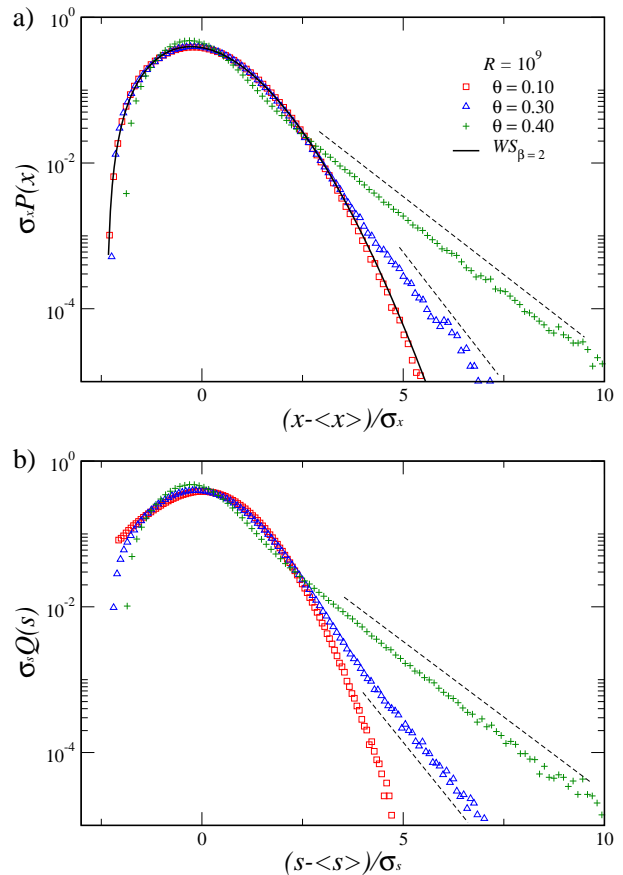 a)
10^0
10^-2
10^-4
σ_xP(x)
R = 10^9
θ = 0.10
θ = 0.30
θ = 0.40
WS_β=2
0
5
10
(x-<x>)/σ_x
b)
10^0
10^-2
10^-4
σ_sQ(s)
0
5
10
(s-<s>)/σ_s